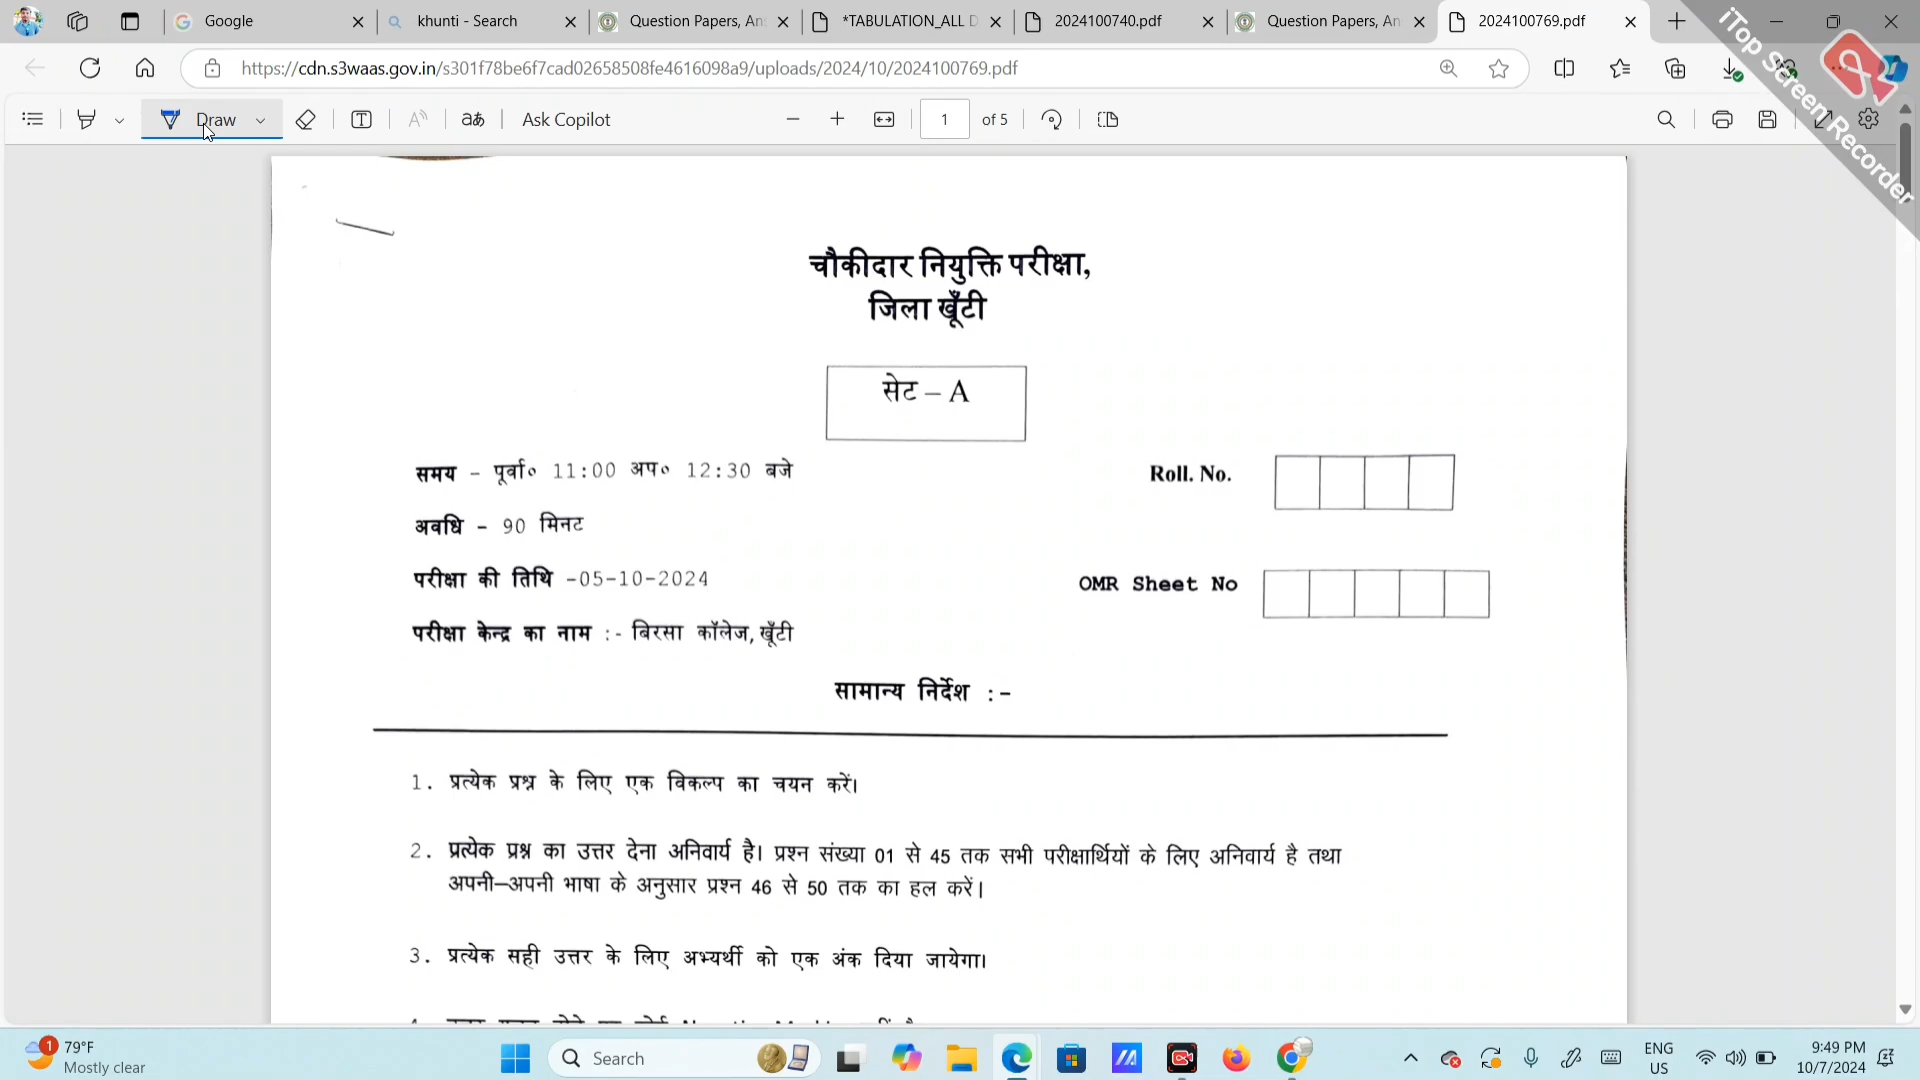 Google
khunti - Search
Question Papers, An
*TABULATION_ALL D
2024100740.pdf
Question Papers, An
2024100769.pdf
iTop Screen Recorder
https://cdn.s3waas.gov.in/s301f78be6f7cad02658508fe4616098a9/uploads/2024/10/2024100769.pdf
Draw
aあ
Ask Copilot
1
of 5
चौकीदार नियुक्ति परीक्षा,
जिला खूँटी
सेट – A
समय - पूर्वा० 11:00 अप० 12:30 बजे
Roll. No.
अवधि - 90 मिनट
परीक्षा की तिथि -05-10-2024
OMR Sheet No
परीक्षा केन्द्र का नाम :- बिरसा कॉलेज, खूँटी
सामान्य निर्देश :-
1. प्रत्येक प्रश्न के लिए एक विकल्प का चयन करें।
2. प्रत्येक प्रश्न का उत्तर देना अनिवार्य है। प्रश्न संख्या 01 से 45 तक सभी परीक्षार्थियों के लिए अनिवार्य है तथा
अपनी–अपनी भाषा के अनुसार प्रश्न 46 से 50 तक का हल करें।
3. प्रत्येक सही उत्तर के लिए अभ्यर्थी को एक अंक दिया जायेगा।
1
79°F
Mostly clear
Search
ENG
US
9:49 PM
10/7/2024